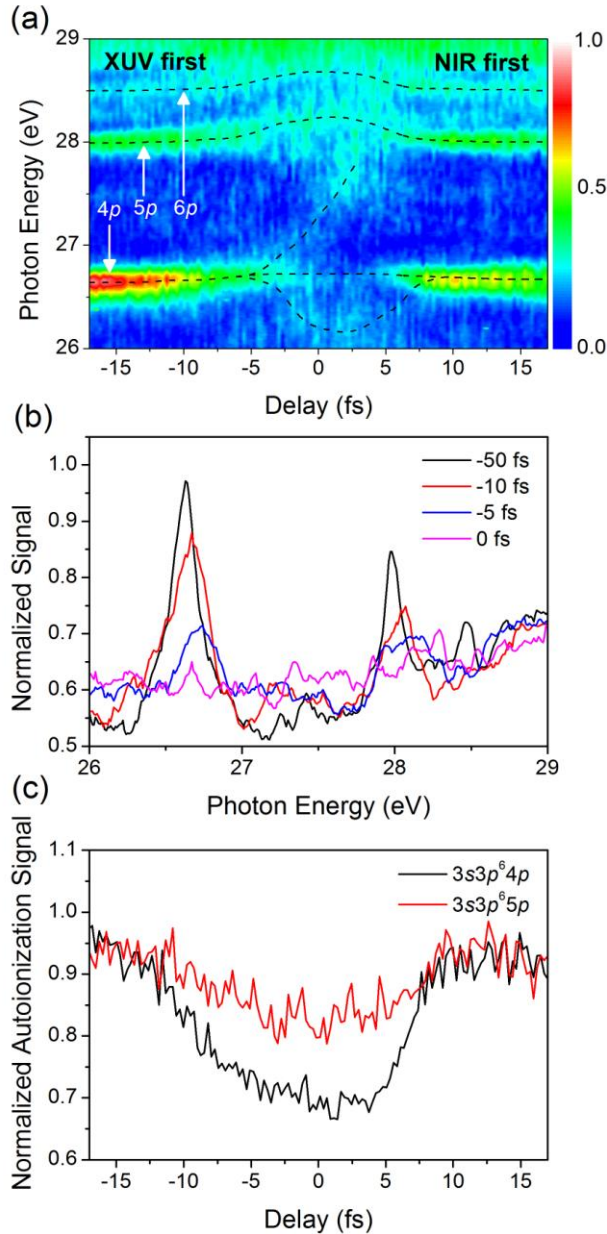 (a)
29
28
27
26
Photon Energy (eV)
XUV first
NIR first
4p
5p
6p
1.0
0.5
0.0
-15 -10 -5 0 5 10 15
Delay (fs)
(b)
1.0
0.9
0.8
0.7
0.6
0.5
Normalized Signal
-50 fs
-10 fs
-5 fs
0 fs
26 27 28 29
Photon Energy (eV)
(c)
1.1
1.0
0.9
0.8
0.7
0.6
Normalized Autoionization Signal
3s3p⁶4p
3s3p⁶5p
-15 -10 -5 0 5 10 15
Delay (fs)